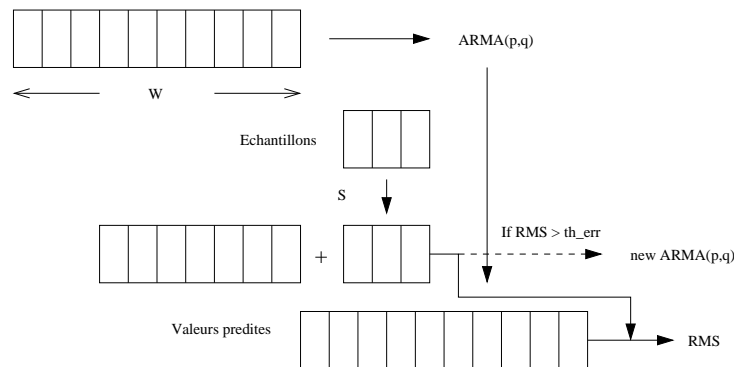 ARMA(p,q)
W
Echantillons
S
If RMS > th_err
+
new ARMA(p,q)
Valeurs predites
RMS